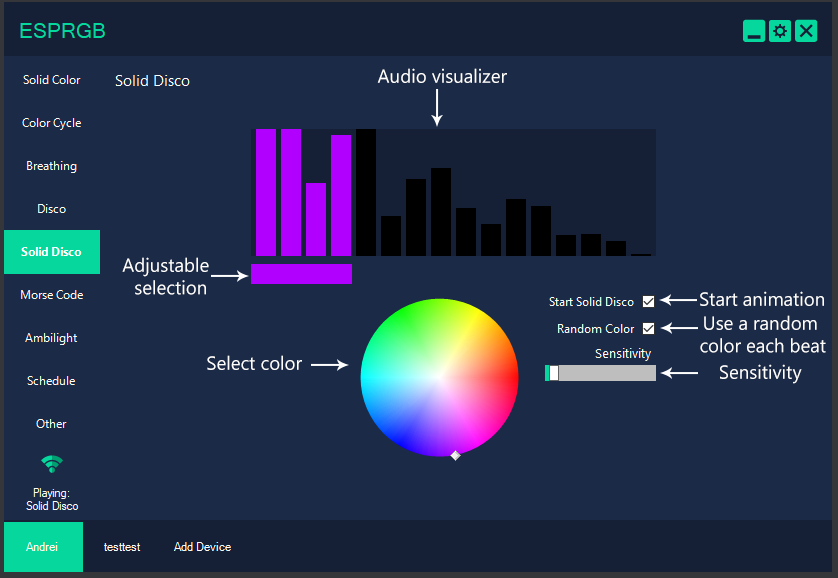 ESPRGB
Solid Color
Color Cycle
Breathing
Disco
Solid Disco
Morse Code
Ambilight
Schedule
Other
Playing:
Solid Disco
Solid Disco
Audio visualizer
Adjustable
selection
Select color
Start Solid Disco
Start animation
Random Color
Use a random
color each beat
Sensitivity
Sensitivity
Andrei
testtest
Add Device